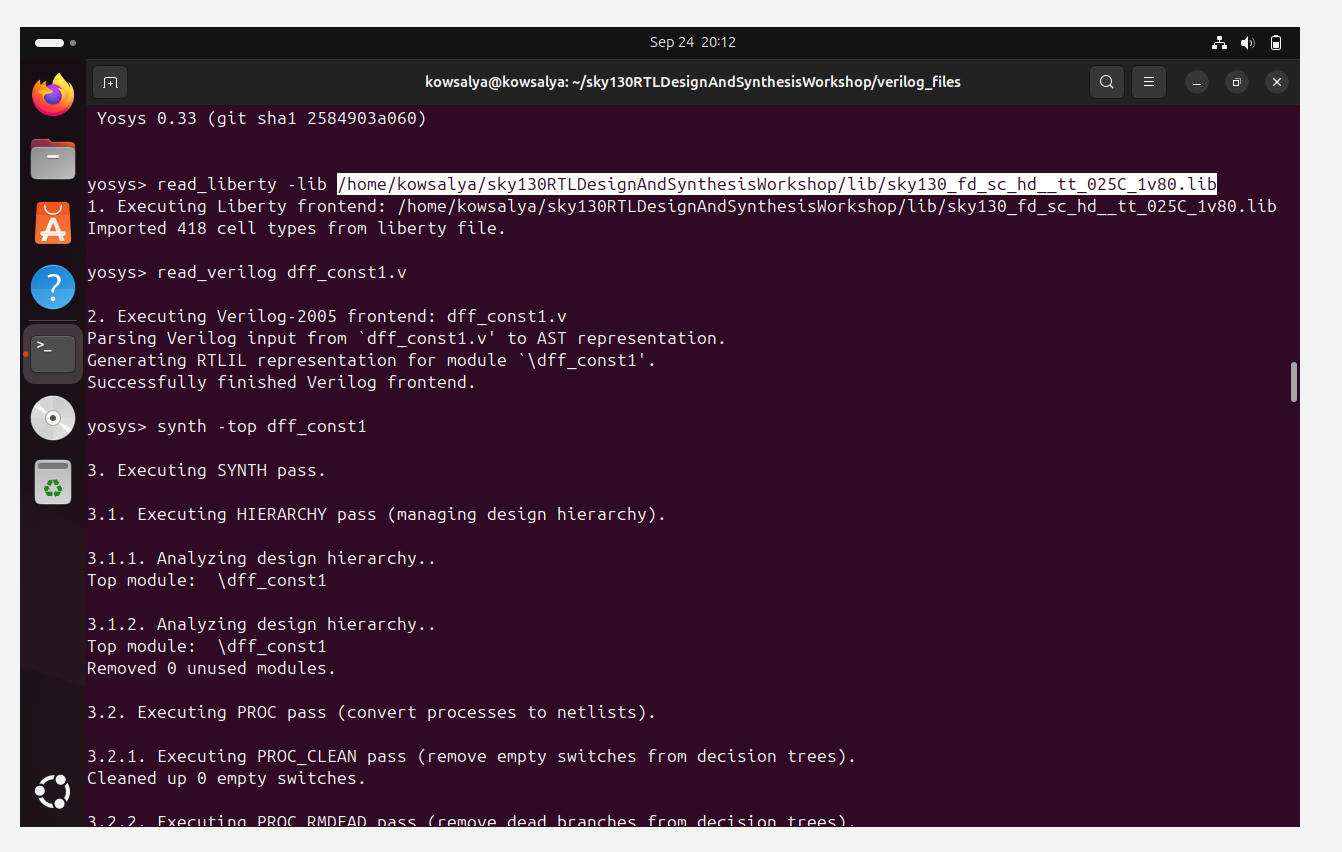 Sep 24 20:12
kowsalya@kowsalya: ~/sky130RTLDesignAndSynthesisWorkshop/verilog_files
Yosys 0.33 (git sha1 2584903a060)
yosys> read_liberty -lib /home/kowsalya/sky130RTLDesignAndSynthesisWorkshop/lib/sky130_fd_sc_hd__tt_025C_1v80.lib
1. Executing Liberty frontend: /home/kowsalya/sky130RTLDesignAndSynthesisWorkshop/lib/sky130_fd_sc_hd__tt_025C_1v80.lib
Imported 418 cell types from liberty file.
yosys> read_verilog dff_const1.v
2. Executing Verilog-2005 frontend: dff_const1.v
Parsing Verilog input from `dff_const1.v' to AST representation.
Generating RTLIL representation for module `\dff_const1'.
Successfully finished Verilog frontend.
yosys> synth -top dff_const1
3. Executing SYNTH pass.
3.1. Executing HIERARCHY pass (managing design hierarchy).
3.1.1. Analyzing design hierarchy..
Top module:  \dff_const1
3.1.2. Analyzing design hierarchy..
Top module:  \dff_const1
Removed 0 unused modules.
3.2. Executing PROC pass (convert processes to netlists).
3.2.1. Executing PROC_CLEAN pass (remove empty switches from decision trees).
Cleaned up 0 empty switches.
3.2.2. Executing PROC_RMDEAD pass (remove dead branches from decision trees).